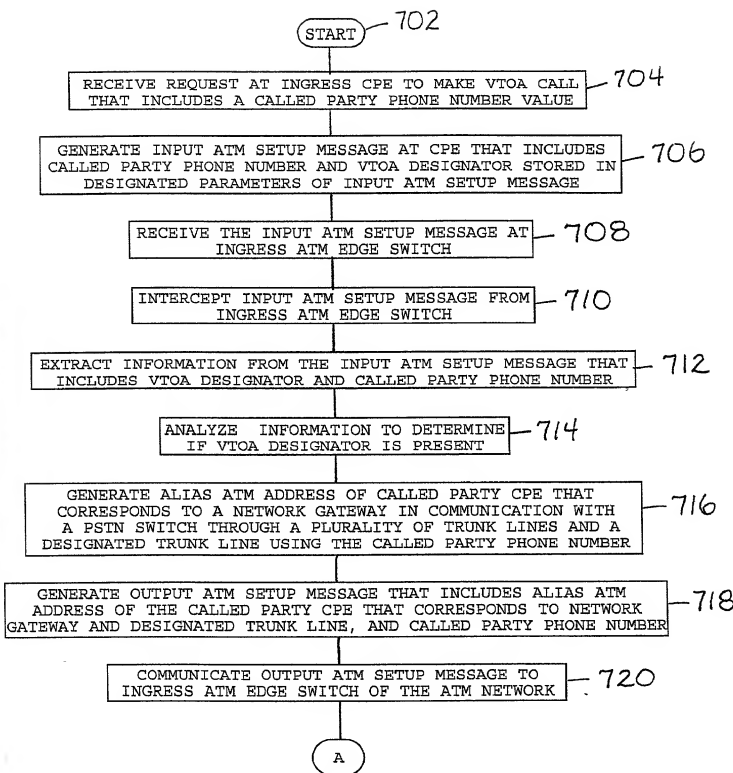 START
702
RECEIVE REQUEST AT INGRESS CPE TO MAKE VTOA CALL
THAT INCLUDES A CALLED PARTY PHONE NUMBER VALUE
704
GENERATE INPUT ATM SETUP MESSAGE AT CPE THAT INCLUDES
CALLED PARTY PHONE NUMBER AND VTOA DESIGNATOR STORED IN
DESIGNATED PARAMETERS OF INPUT ATM SETUP MESSAGE
706
RECEIVE THE INPUT ATM SETUP MESSAGE AT
INGRESS ATM EDGE SWITCH
708
INTERCEPT INPUT ATM SETUP MESSAGE FROM
INGRESS ATM EDGE SWITCH
710
EXTRACT INFORMATION FROM THE INPUT ATM SETUP MESSAGE THAT
INCLUDES VTOA DESIGNATOR AND CALLED PARTY PHONE NUMBER
712
ANALYZE INFORMATION TO DETERMINE
IF VTOA DESIGNATOR IS PRESENT
714
GENERATE ALIAS ATM ADDRESS OF CALLED PARTY CPE THAT
CORRESPONDS TO A NETWORK GATEWAY IN COMMUNICATION WITH
A PSTN SWITCH THROUGH A PLURALITY OF TRUNK LINES AND A
DESIGNATED TRUNK LINE USING THE CALLED PARTY PHONE NUMBER
716
GENERATE OUTPUT ATM SETUP MESSAGE THAT INCLUDES ALIAS ATM
ADDRESS OF THE CALLED PARTY CPE THAT CORRESPONDS TO NETWORK
GATEWAY AND DESIGNATED TRUNK LINE, AND CALLED PARTY PHONE NUMBER
718
COMMUNICATE OUTPUT ATM SETUP MESSAGE TO
INGRESS ATM EDGE SWITCH OF THE ATM NETWORK
720
A